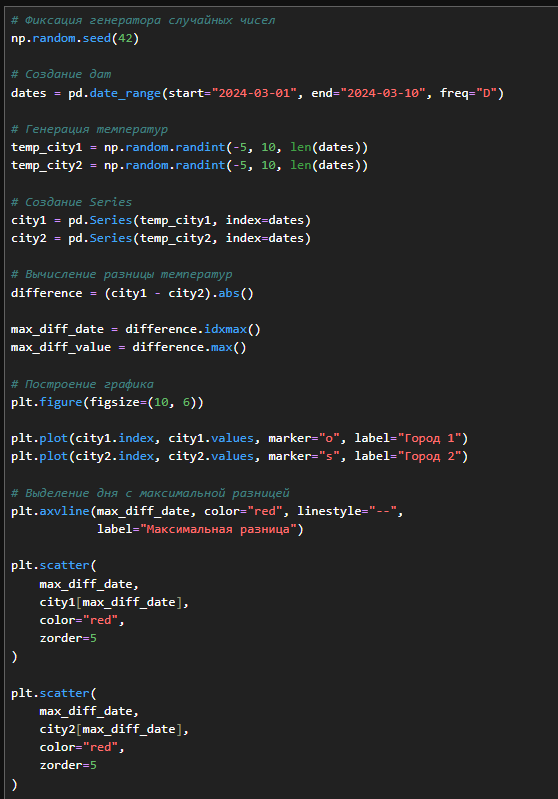 # Фиксация генератора случайных чисел
np.random.seed(42)
# Создание дат
dates = pd.date_range(start="2024-03-01", end="2024-03-10", freq="D")
# Генерация температур
temp_city1 = np.random.randint(-5, 10, len(dates))
temp_city2 = np.random.randint(-5, 10, len(dates))
# Создание Series
city1 = pd.Series(temp_city1, index=dates)
city2 = pd.Series(temp_city2, index=dates)
# Вычисление разницы температур
difference = (city1 - city2).abs()
max_diff_date = difference.idxmax()
max_diff_value = difference.max()
# Построение графика
plt.figure(figsize=(10, 6))
plt.plot(city1.index, city1.values, marker="o", label="Город 1")
plt.plot(city2.index, city2.values, marker="s", label="Город 2")
# Выделение дня с максимальной разницей
plt.axvline(max_diff_date, color="red", linestyle="--",
label="Максимальная разница")
plt.scatter(
max_diff_date,
city1[max_diff_date],
color="red",
zorder=5
)
plt.scatter(
max_diff_date,
city2[max_diff_date],
color="red",
zorder=5
)